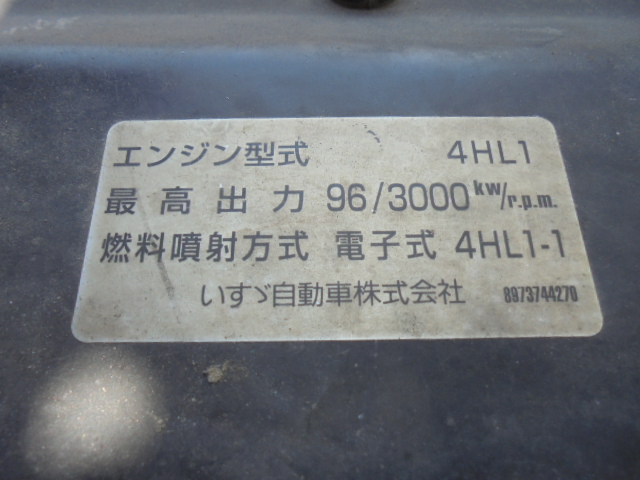 エンジン型式 4HL1
最高出力 96/3000 kw/r.p.m.
燃料噴射方式 電子式 4HL1-1
いすゞ自動車株式会社 8973744270